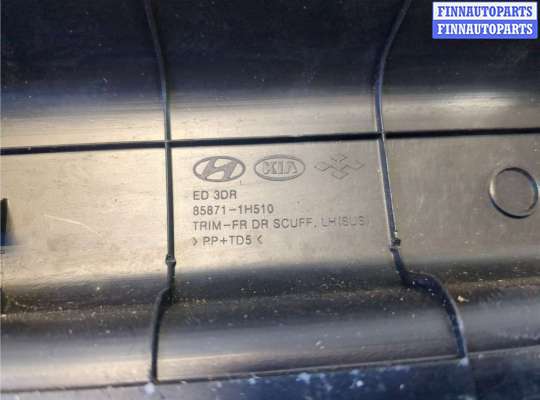 FINNAUTOPARTS
FINNAUTOPARTS
KIA
ED 3DR
85871-1H510
TRIM-FR DR SCUFF, LH(SUS)
>PP+TD5<